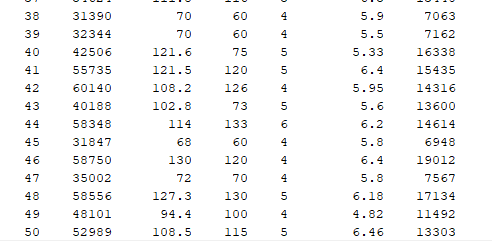 38 31390 70 60 4 5.9 7063
39 32344 70 60 4 5.5 7162
40 42506 121.6 75 5 5.33 16338
41 55735 121.5 120 5 6.4 15435
42 60140 108.2 126 4 5.95 14316
43 40188 102.8 73 5 5.6 13600
44 58348 114 133 6 6.2 14614
45 31847 68 60 4 5.8 6948
46 58750 130 120 4 6.4 19012
47 35002 72 70 4 5.8 7567
48 58556 127.3 130 5 6.18 17134
49 48101 94.4 100 4 4.82 11492
50 52989 108.5 115 5 6.46 13303